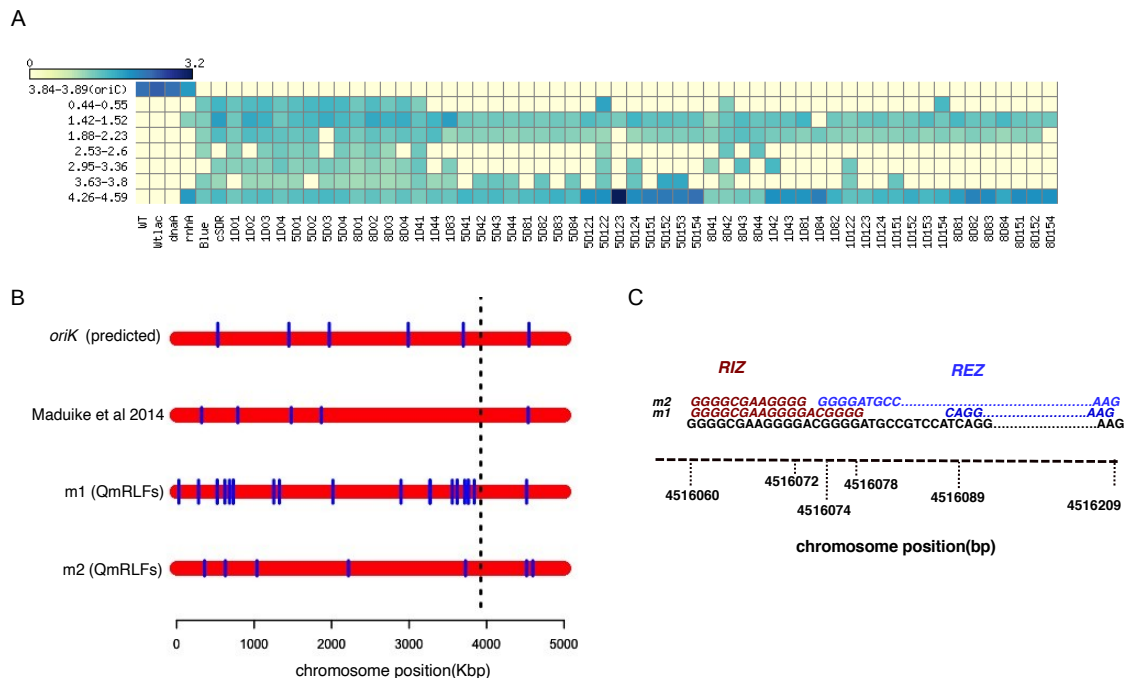 A
0 3.2
3.84-3.89(oriC)
0.44-0.55
1.42-1.52
1.88-2.23
2.53-2.6
2.95-3.36
3.63-3.8
4.26-4.59
WT Wtlac dnaA rnhA Blue cSDR 1D01 1D02 1D03 1D04 5D01 5D02 5D03 5D04 8D01 8D02 8D03 8D04 1D41 1D44 1D83 5D41 5D42 5D43 5D44 5D81 5D82 5D83 5D84 5D121 5D122 5D123 5D124 5D151 5D152 5D153 5D154 8D41 8D42 8D43 8D44 1D42 1D43 1D81 1D84 1D82 1D122 1D123 1D124 1D151 1D152 1D153 1D154 8D81 8D82 8D83 8D84 8D151 8D152 8D154
B
oriK (predicted)
Maduike et al 2014
m1 (QmRLFs)
m2 (QmRLFs)
0 1000 2000 3000 4000 5000
chromosome position(Kbp)
C
RIZ REZ
m2 GGGGCGAAGGGG GGGGATGCC.............................................AAG
m1 GGGGCGAAGGGGACGGGG CAGG.........................AAG
GGGGCGAAGGGGACGGGGATGCCGTCCATCAGG.........................AAG
4516060 4516072 4516074 4516078 4516089 4516209
chromosome position(bp)